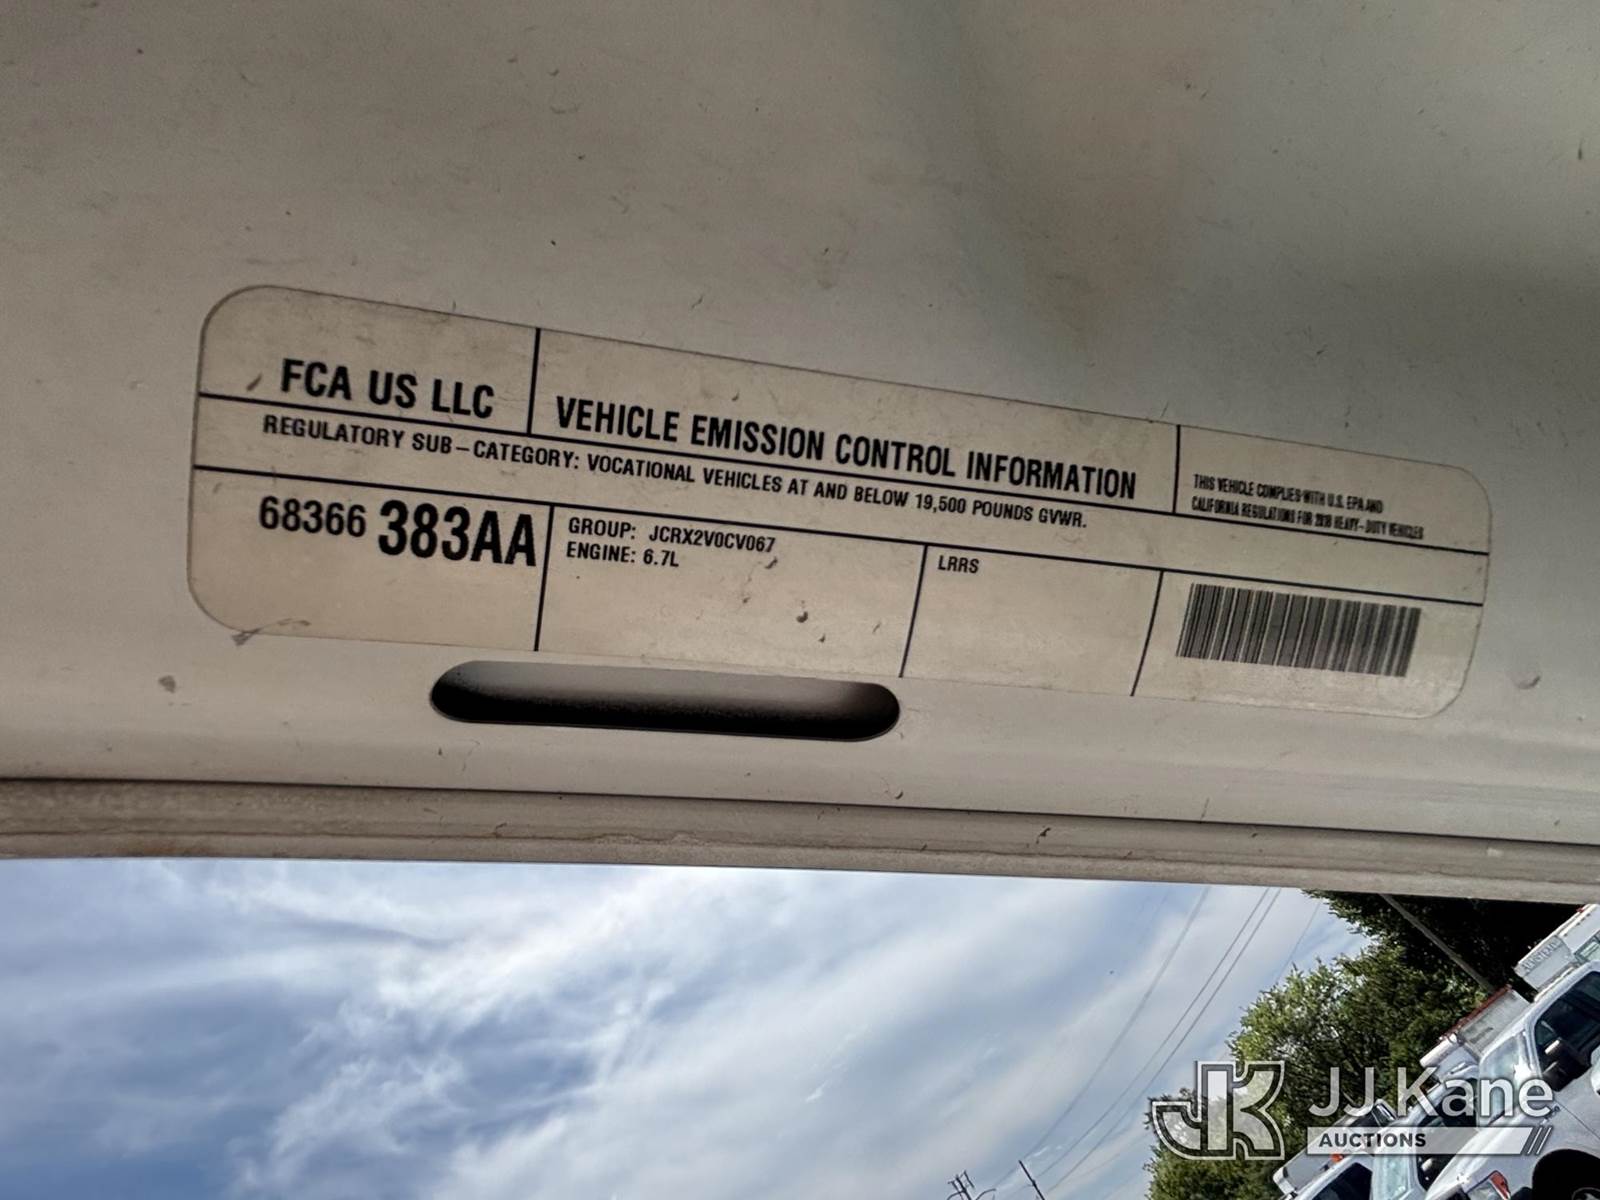 FCA US LLC
VEHICLE EMISSION CONTROL INFORMATION
THIS VEHICLE COMPLIES WITH U.S. EPA AND
CALIFORNIA REGULATIONS FOR 2018 HEAVY-DUTY VEHICLES
REGULATORY SUB-CATEGORY: VOCATIONAL VEHICLES AT AND BELOW 19,500 POUNDS GVWR.
68366 383AA
GROUP: JCRX2V0CV067
ENGINE: 6.7L
LRRS
JK
JJ.Kane
AUCTIONS